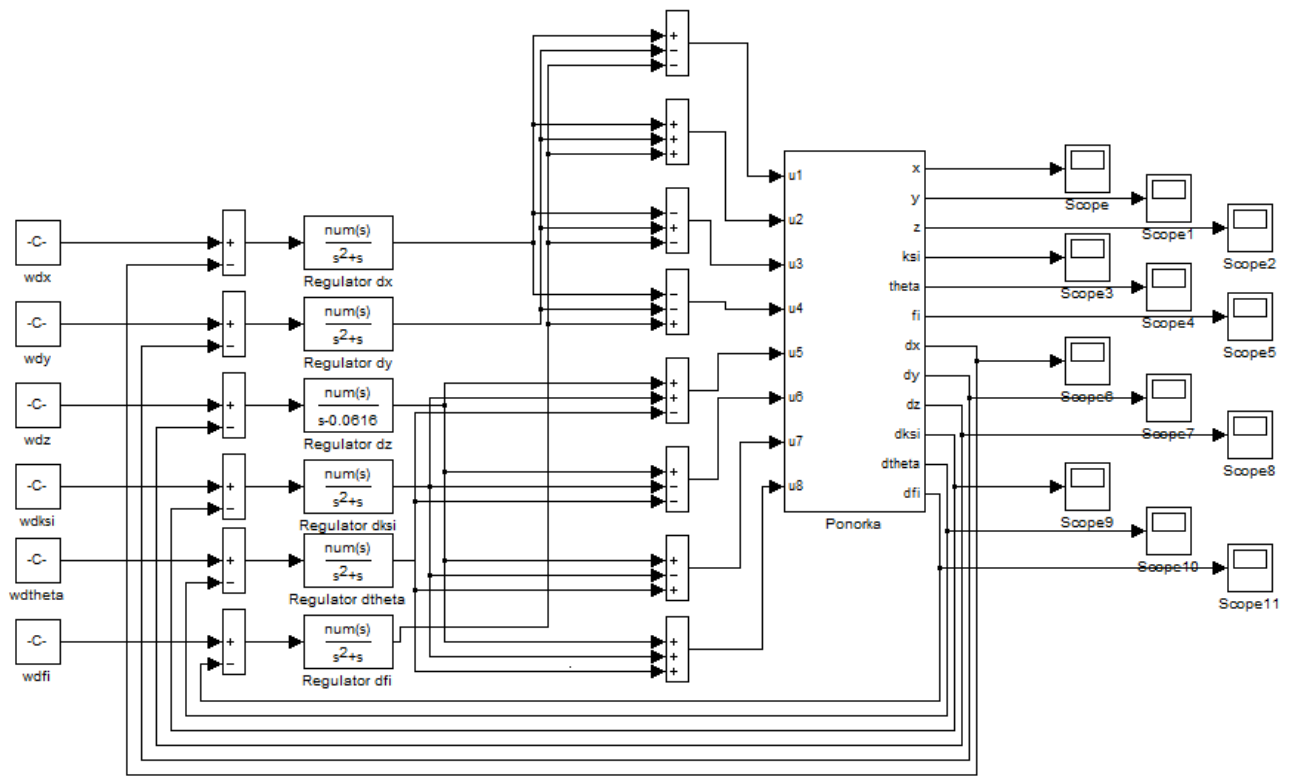 -C-
wdx
-C-
wdy
-C-
wdz
-C-
wdksi
-C-
wdtheta
-C-
wdfi
+
−
+
−
+
−
+
−
+
−
+
−
num(s)
s2+s
Regulator dx
num(s)
s2+s
Regulator dy
num(s)
s-0.0616
Regulator dz
num(s)
s2+s
Regulator dksi
num(s)
s2+s
Regulator dtheta
num(s)
s2+s
Regulator dfi
+
−
−
+
+
+
−
+
−
−
−
+
+
+
−
+
−
−
+
−
+
+
+
+
u1
u2
u3
u4
u5
u6
u7
u8
x
y
z
ksi
theta
fi
dx
dy
dz
dksi
dtheta
dfi
Ponorka
Scope
Scope1
Scope2
Scope3
Scope4
Scope5
Scope6
Scope7
Scope8
Scope9
Scope10
Scope11